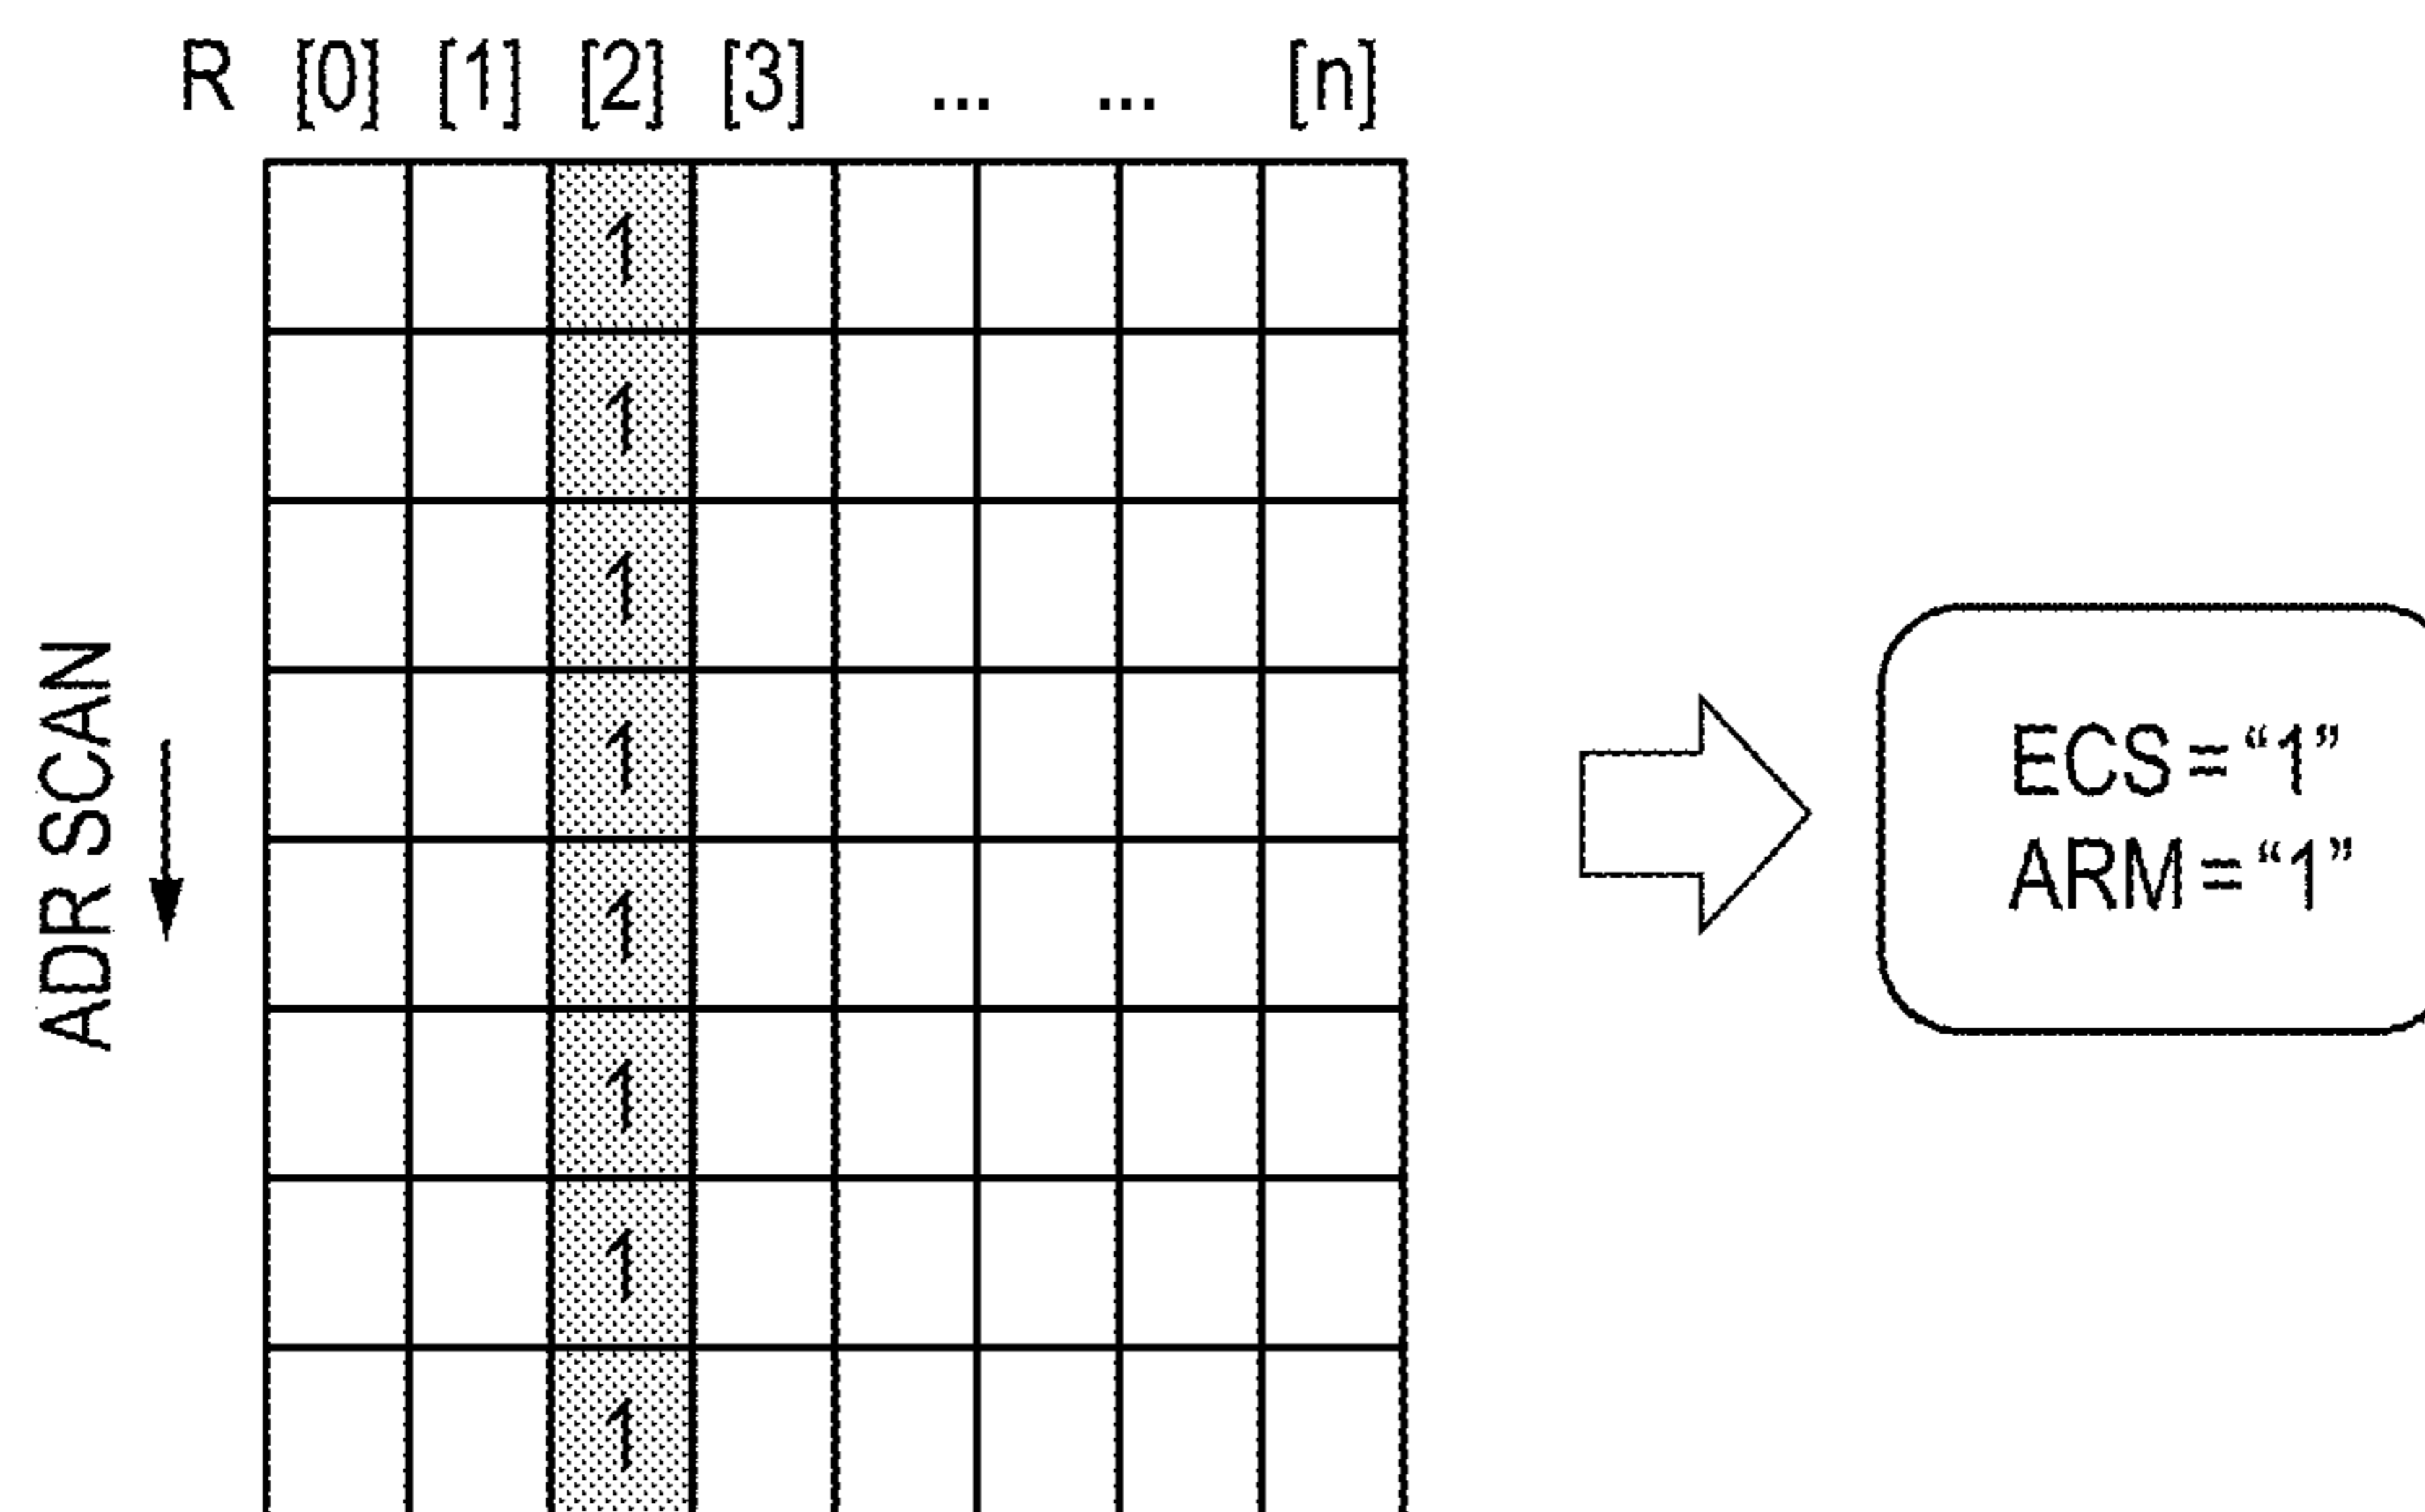 R [0] [1] [2] [3] ... ... [n]
1
1
1
1
1
1
1
1
ADR SCAN
ECS = “1”
ARM = “1”